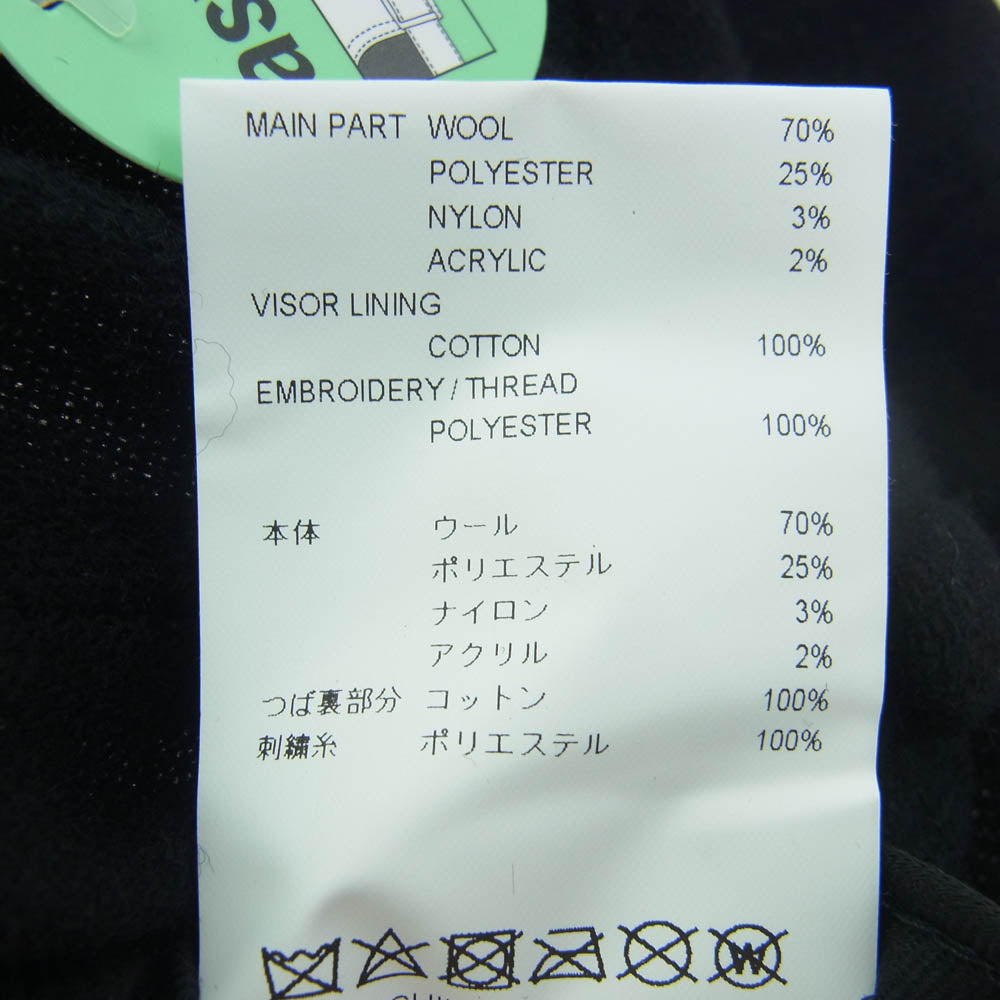 as
MAIN PART WOOL 70%
POLYESTER 25%
NYLON 3%
ACRYLIC 2%
VISOR LINING
COTTON 100%
EMBROIDERY / THREAD
POLYESTER 100%
本体 ウール 70%
ポリエステル 25%
ナイロン 3%
アクリル 2%
つば裏部分 コットン 100%
刺繍糸 ポリエステル 100%
W